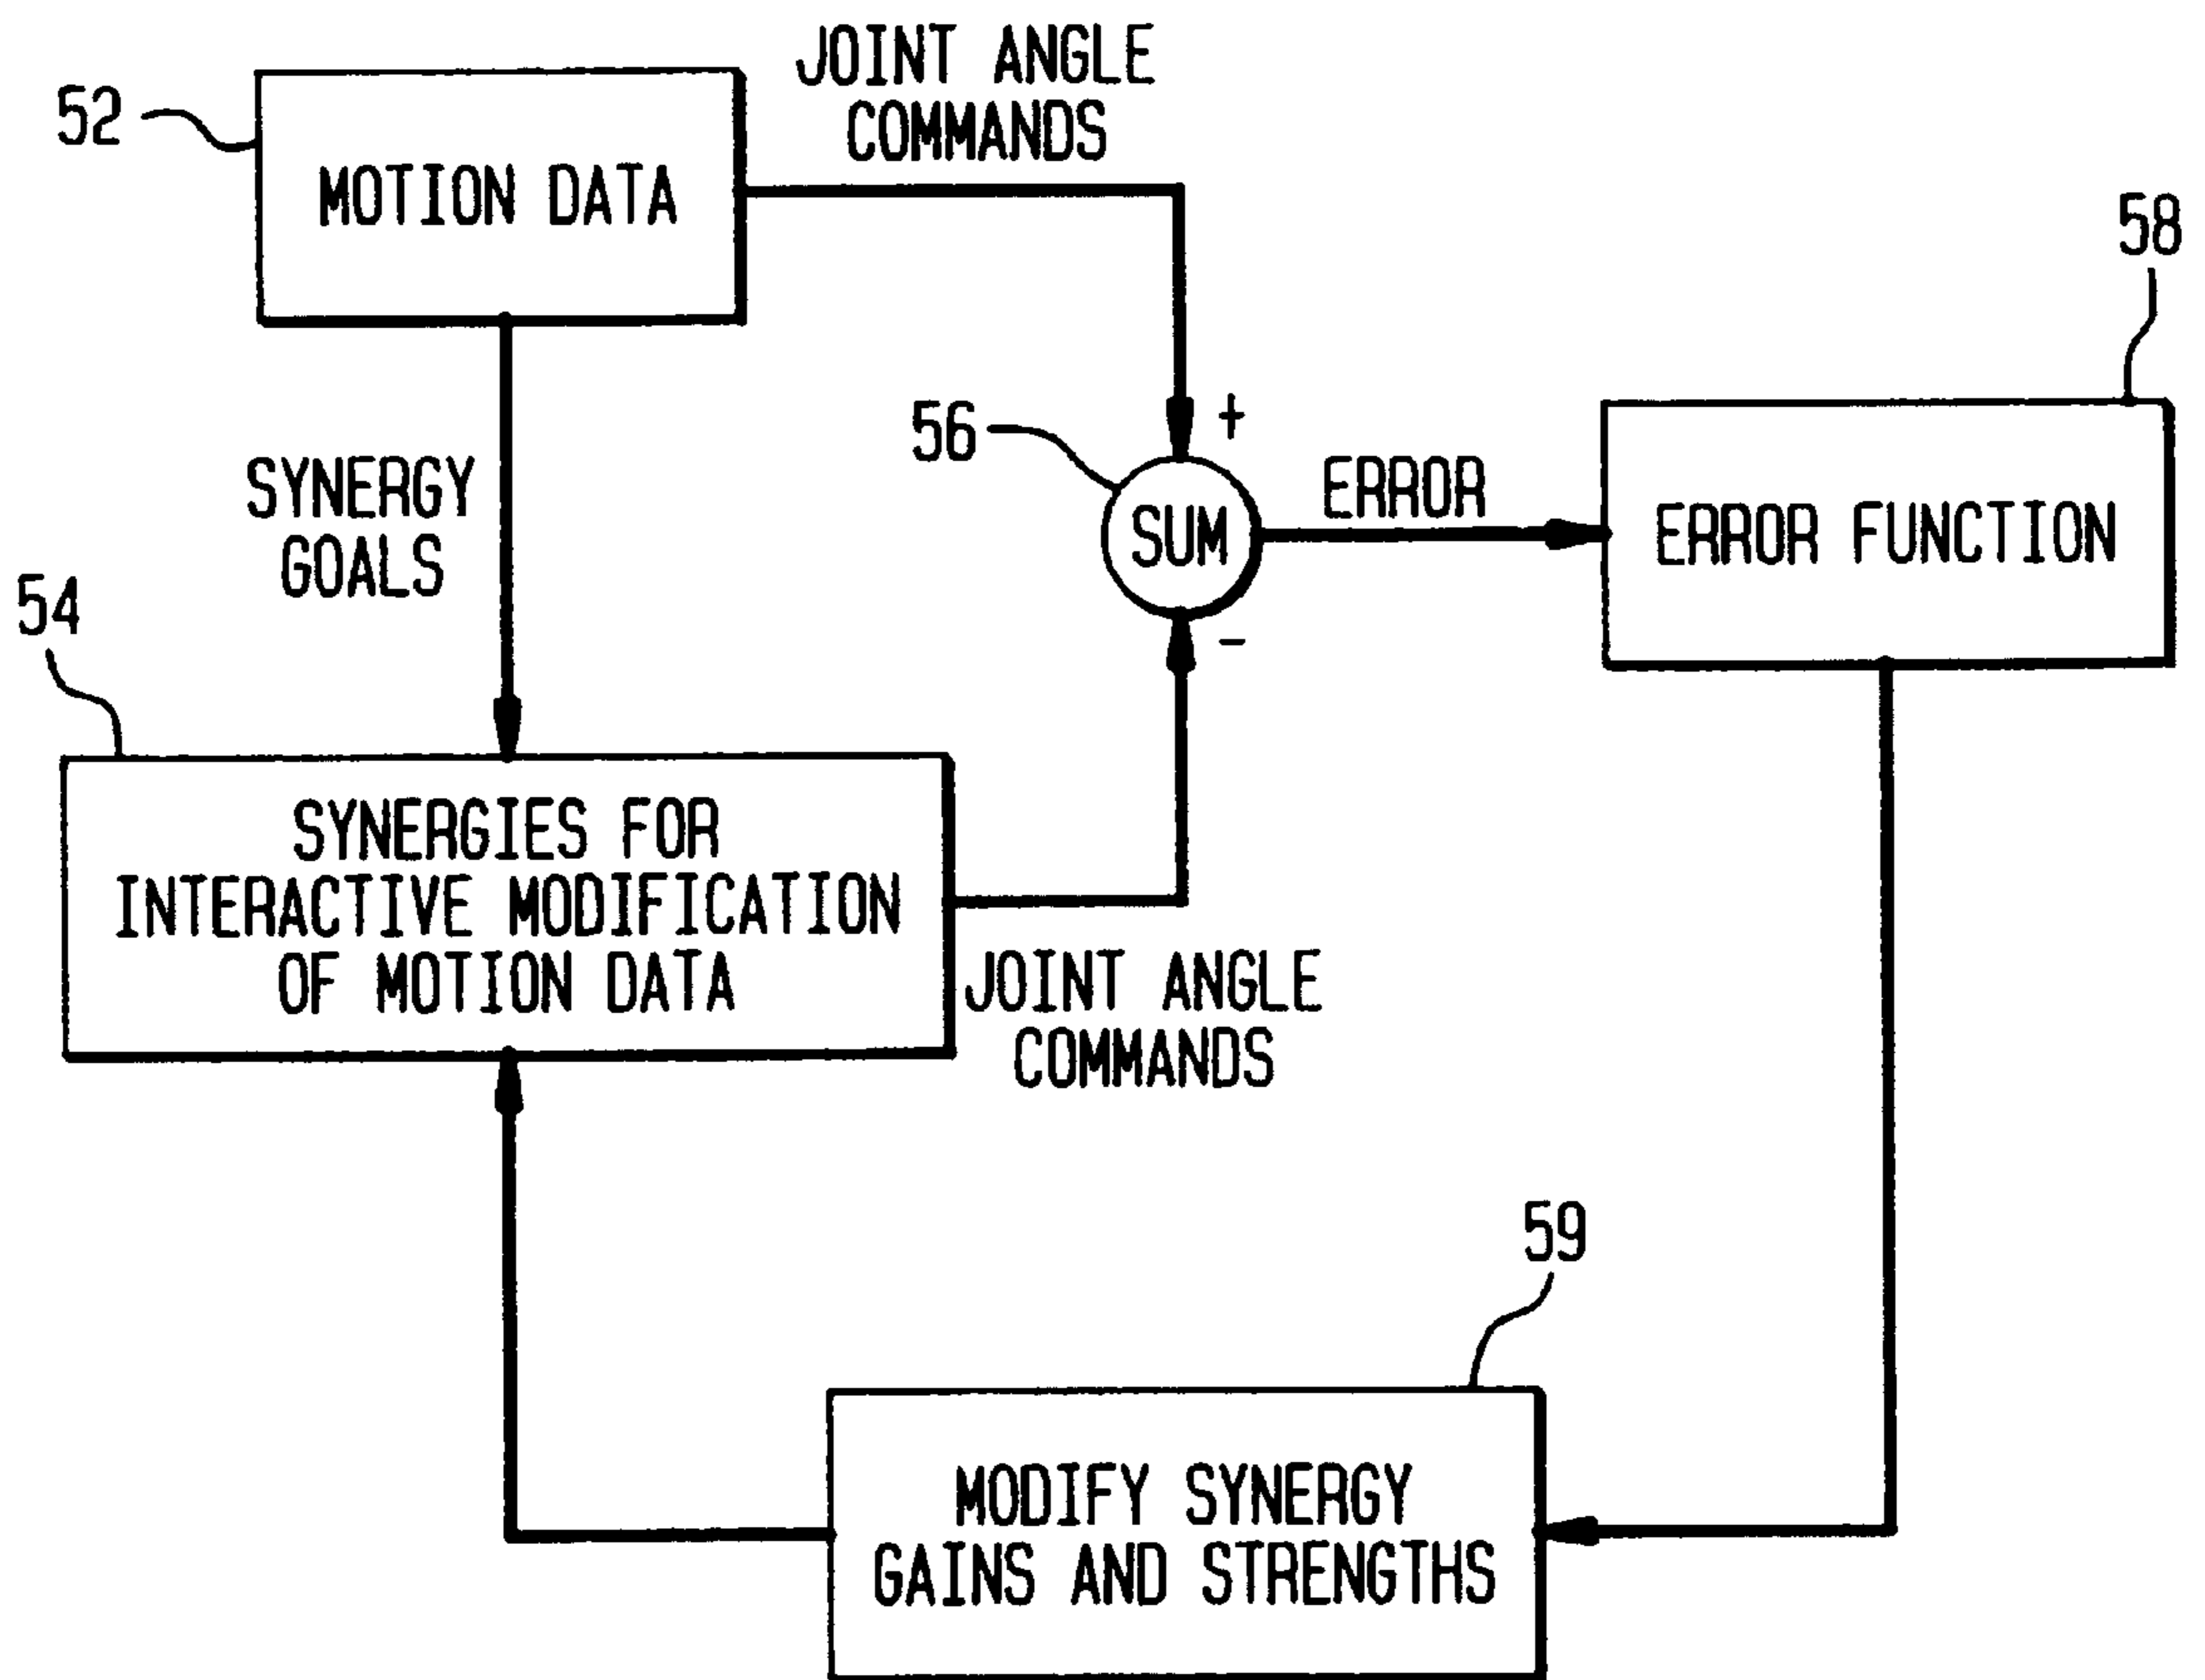 JOINT ANGLE
COMMANDS
52
MOTION DATA
58
+
56
SUM
ERROR
ERROR FUNCTION
-
SYNERGY
GOALS
54
SYNERGIES FOR
INTERACTIVE MODIFICATION
OF MOTION DATA
JOINT ANGLE
COMMANDS
59
MODIFY SYNERGY
GAINS AND STRENGTHS